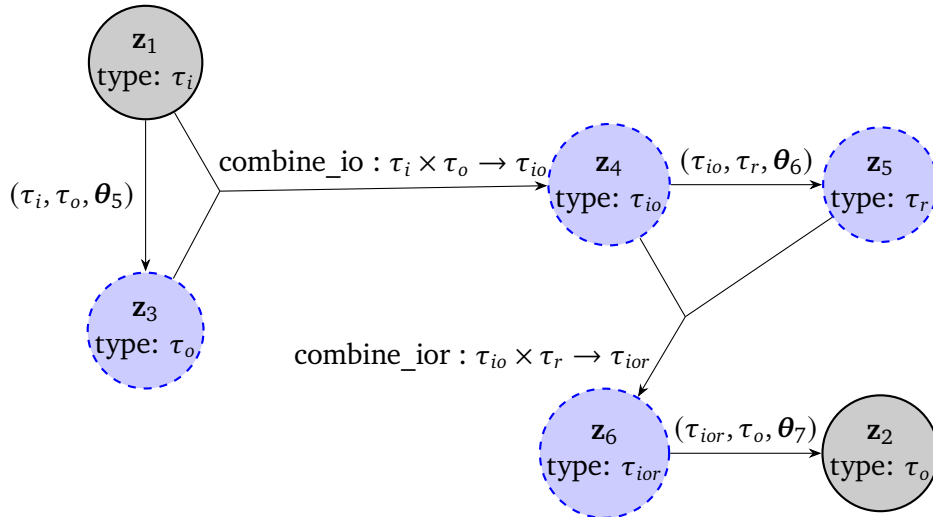 𝐳₁
type: τᵢ
combine_io : τᵢ × τₒ → τᵢₒ
𝐳₄
type: τᵢₒ
(τᵢₒ, τᵣ, 𝜽₆)
𝐳₅
type: τᵣ
(τᵢ, τₒ, 𝜽₅)
𝐳₃
type: τₒ
combine_ior : τᵢₒ × τᵣ → τᵢₒᵣ
𝐳₆
type: τᵢₒᵣ
(τᵢₒᵣ, τₒ, 𝜽₇)
𝐳₂
type: τₒ